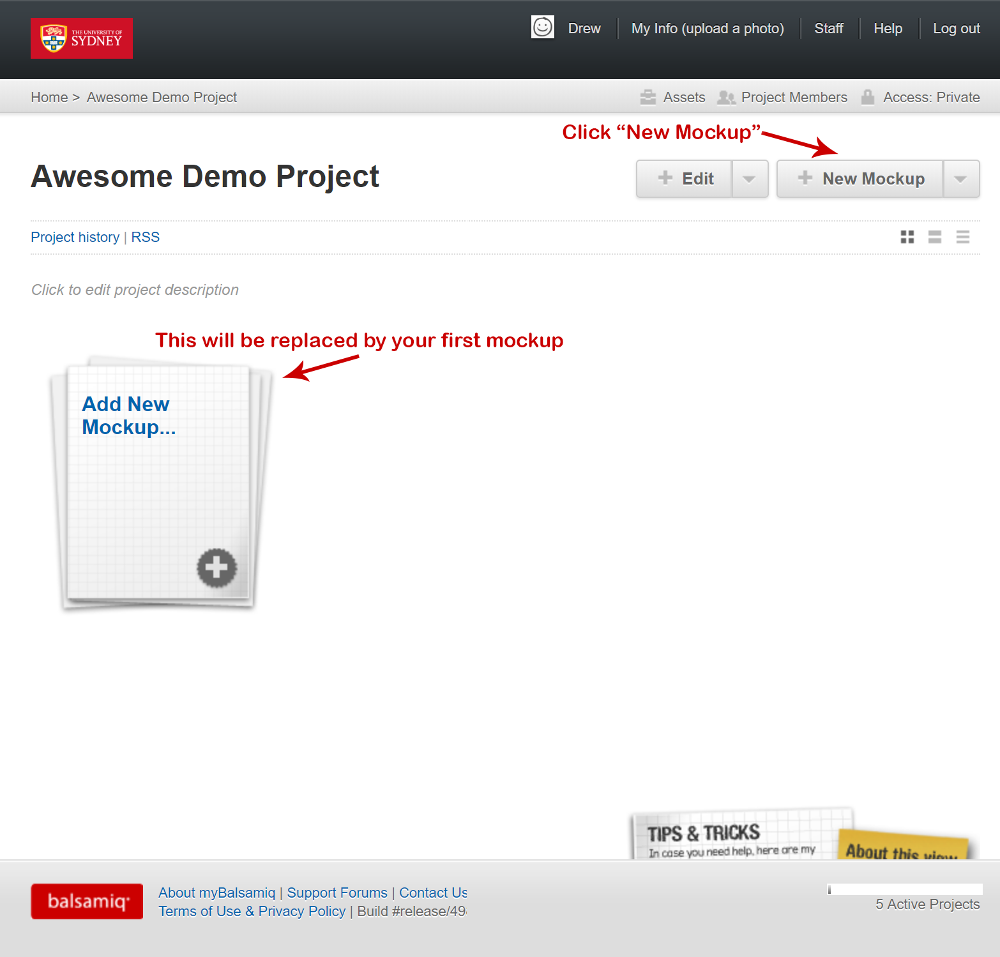 THE UNIVERSITY OF
SYDNEY
Drew
My Info (upload a photo)
Staff
Help
Log out
Home > Awesome Demo Project
Assets
Project Members
Access: Private
Click “New Mockup”
Awesome Demo Project
Edit
New Mockup
Project history | RSS
Click to edit project description
This will be replaced by your first mockup
Add New
Mockup...
TIPS & TRICKS
In case you need help, here are my
About this view
balsamiq
About myBalsamiq | Support Forums | Contact Us
Terms of Use & Privacy Policy | Build #release/49
5 Active Projects